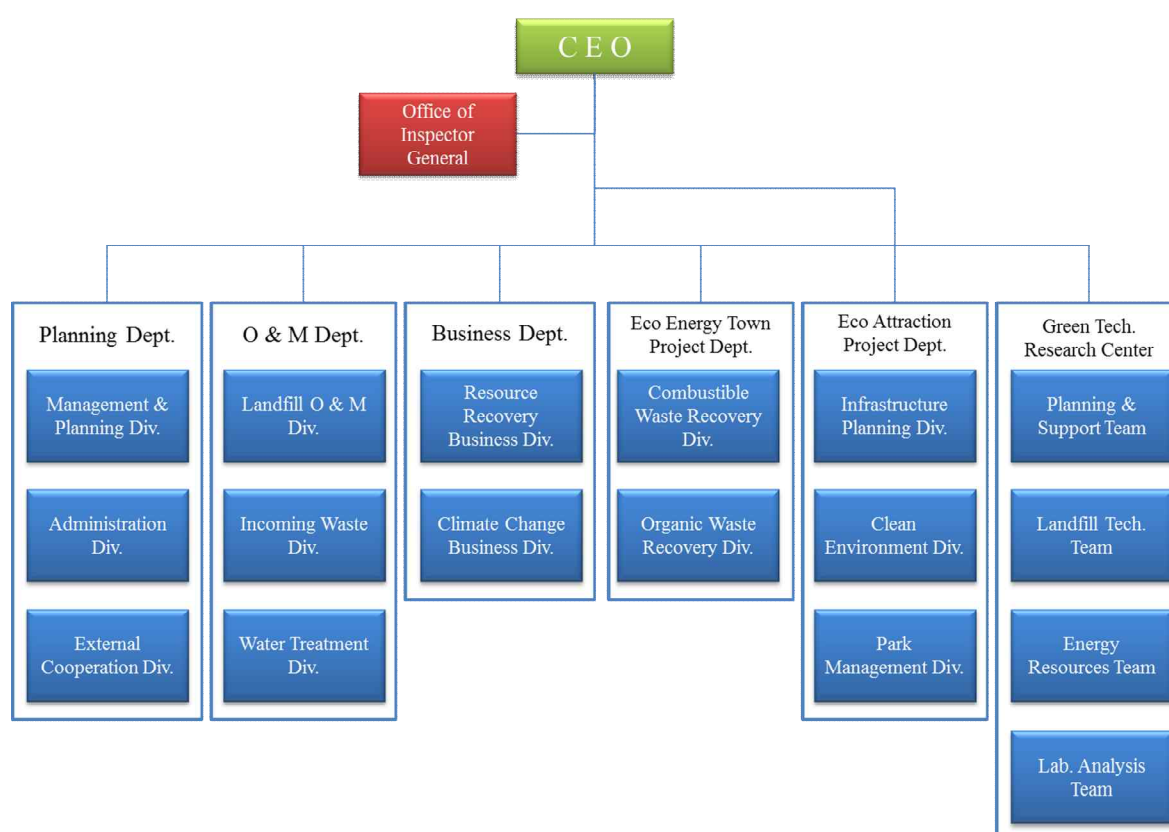 C E O
Office of
Inspector
General
Planning Dept.
Management &
Planning Div.
Administration
Div.
External
Cooperation Div.
O & M Dept.
Landfill O & M
Div.
Incoming Waste
Div.
Water Treatment
Div.
Business Dept.
Resource
Recovery
Business Div.
Climate Change
Business Div.
Eco Energy Town
Project Dept.
Combustible
Waste Recovery
Div.
Organic Waste
Recovery Div.
Eco Attraction
Project Dept.
Infrastructure
Planning Div.
Clean
Environment Div.
Park
Management Div.
Green Tech.
Research Center
Planning &
Support Team
Landfill Tech.
Team
Energy
Resources Team
Lab. Analysis
Team